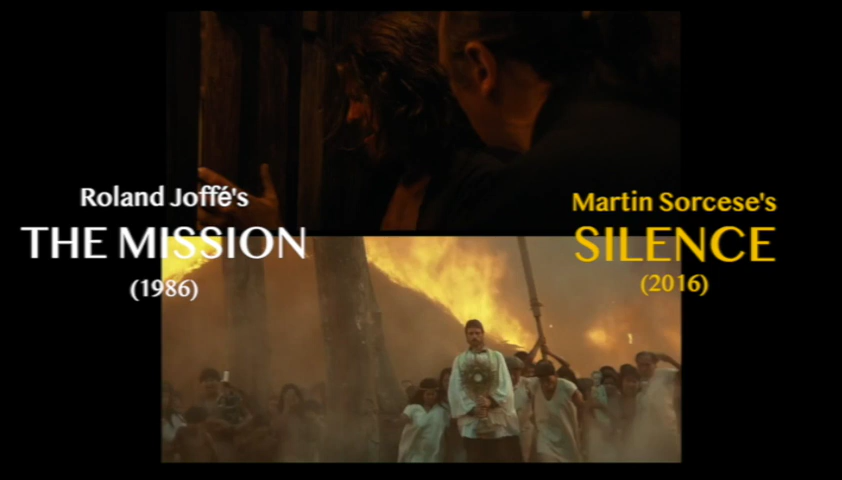 Roland Joffé's
THE MISSION
(1986)
Martin Sorcese's
SILENCE
(2016)